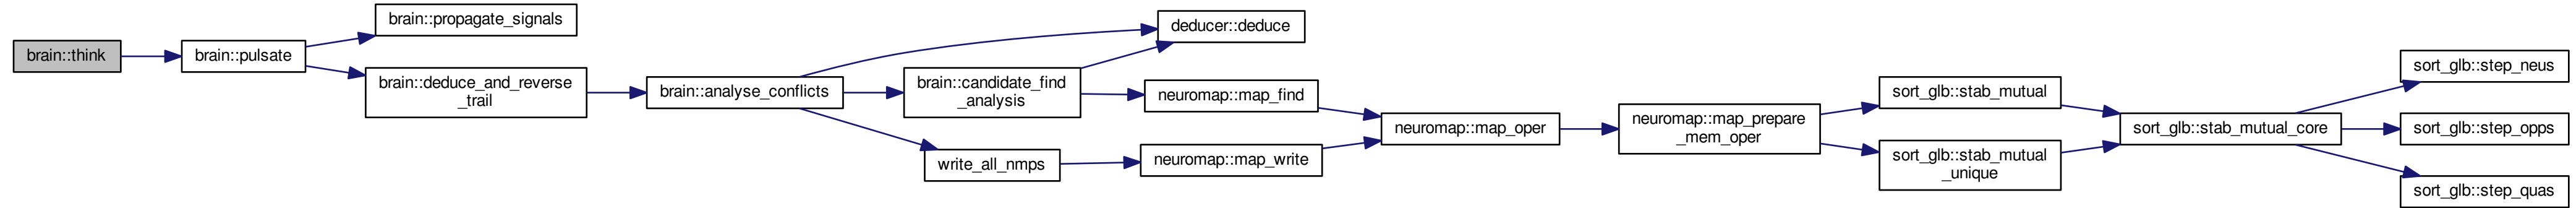 brain::think
brain::pulsate
brain::propagate_signals
brain::deduce_and_reverse
_trail
brain::analyse_conflicts
deducer::deduce
brain::candidate_find
_analysis
write_all_nmps
neuromap::map_find
neuromap::map_write
neuromap::map_oper
neuromap::map_prepare
_mem_oper
sort_glb::stab_mutual
sort_glb::stab_mutual
_unique
sort_glb::stab_mutual_core
sort_glb::step_neus
sort_glb::step_opps
sort_glb::step_quas